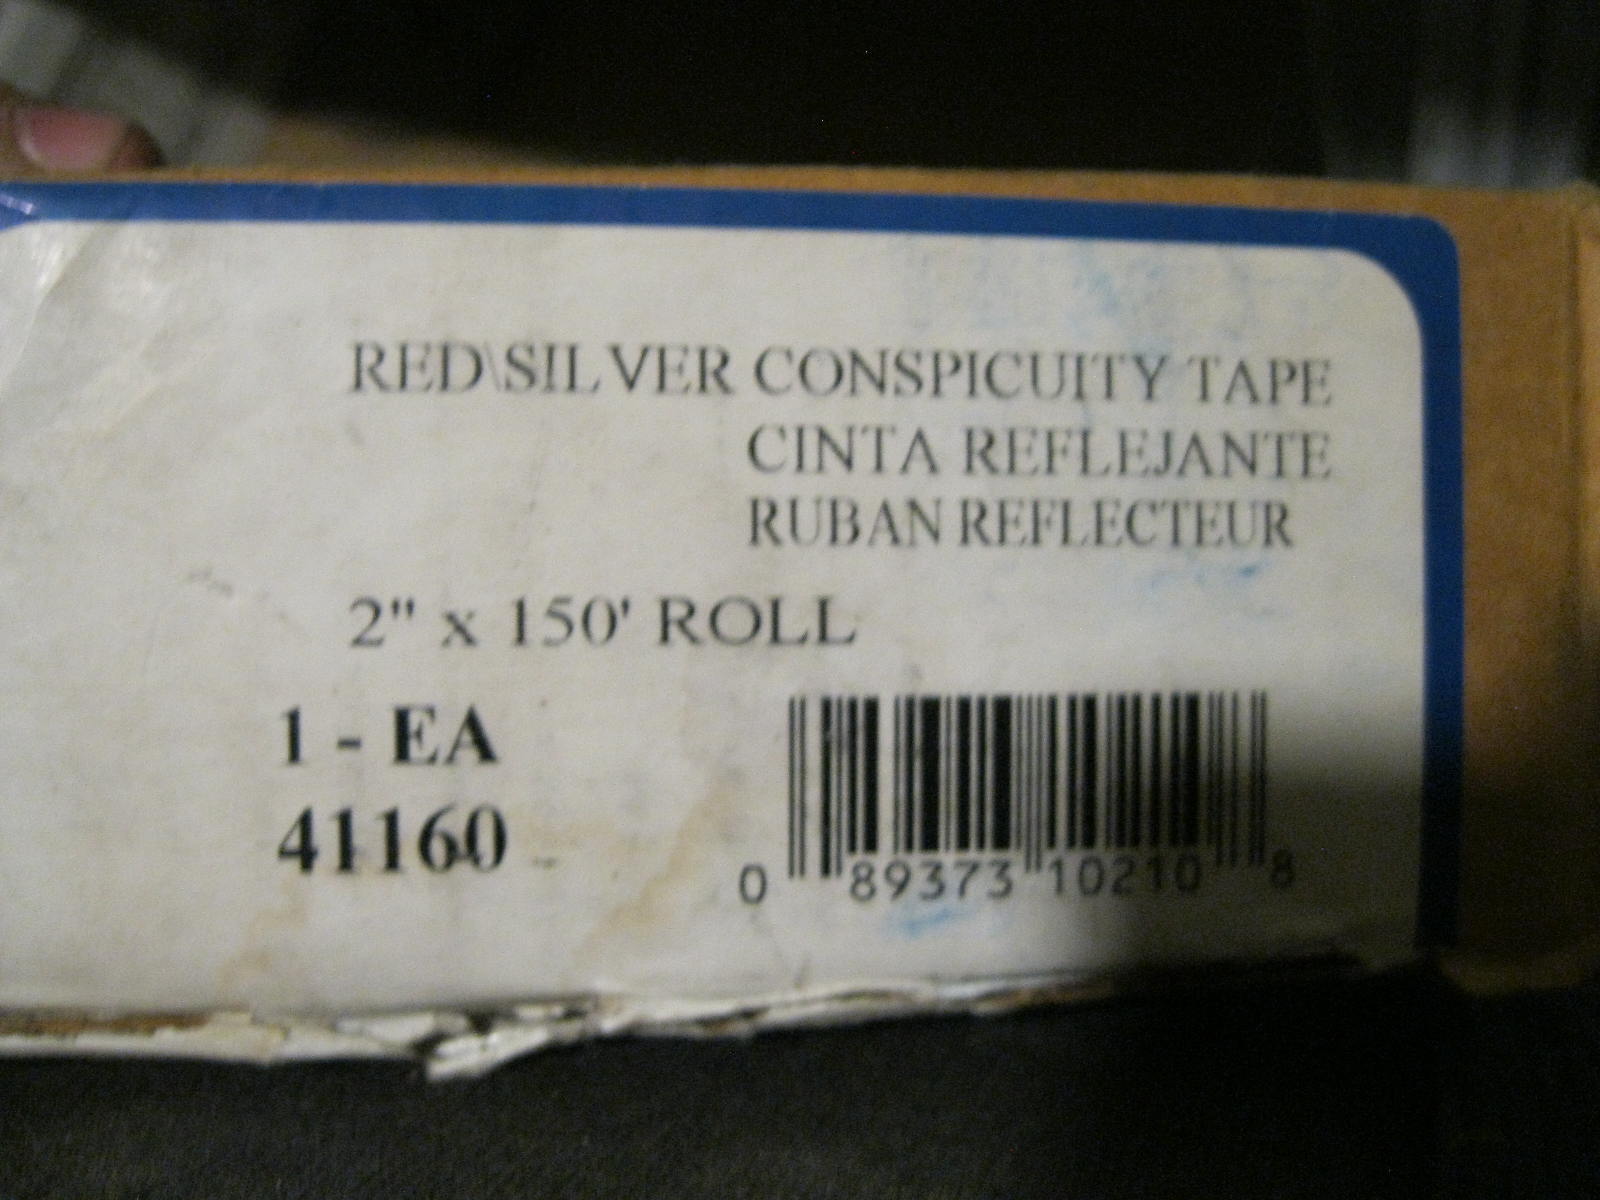 RED\SILVER CONSPICUITY TAPE
CINTA REFLEJANTE
RUBAN REFLECTEUR
2" x 150' ROLL
1 - EA
41160
0 89373 10210 8